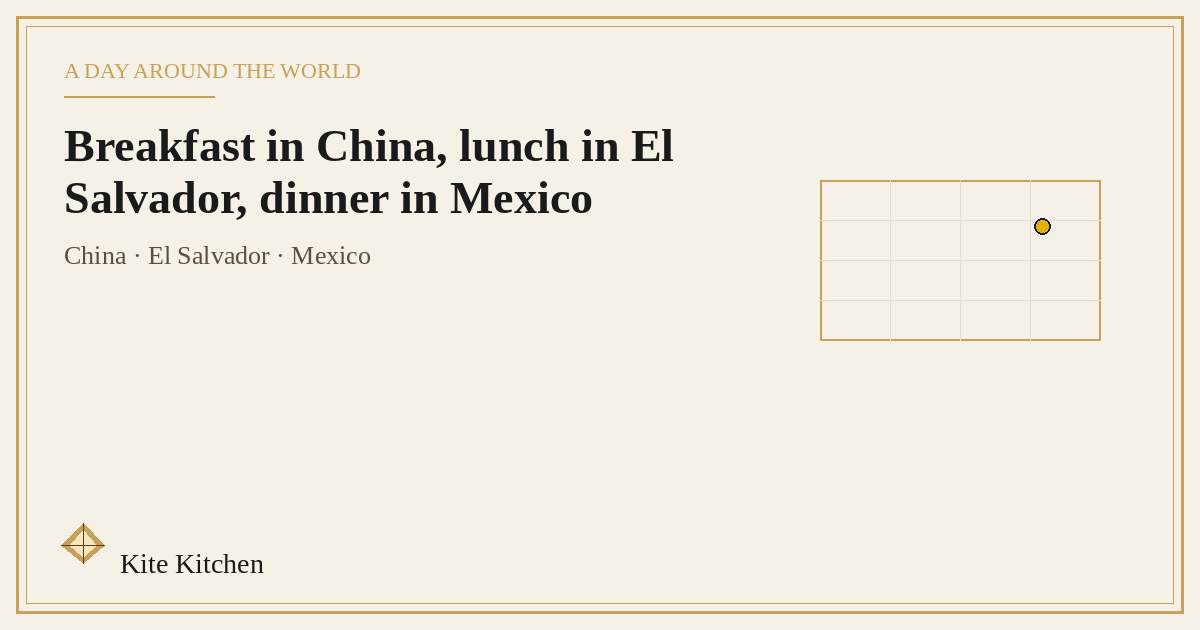 A DAY AROUND THE WORLD
Breakfast in China, lunch in El
Salvador, dinner in Mexico
China · El Salvador · Mexico
Kite Kitchen